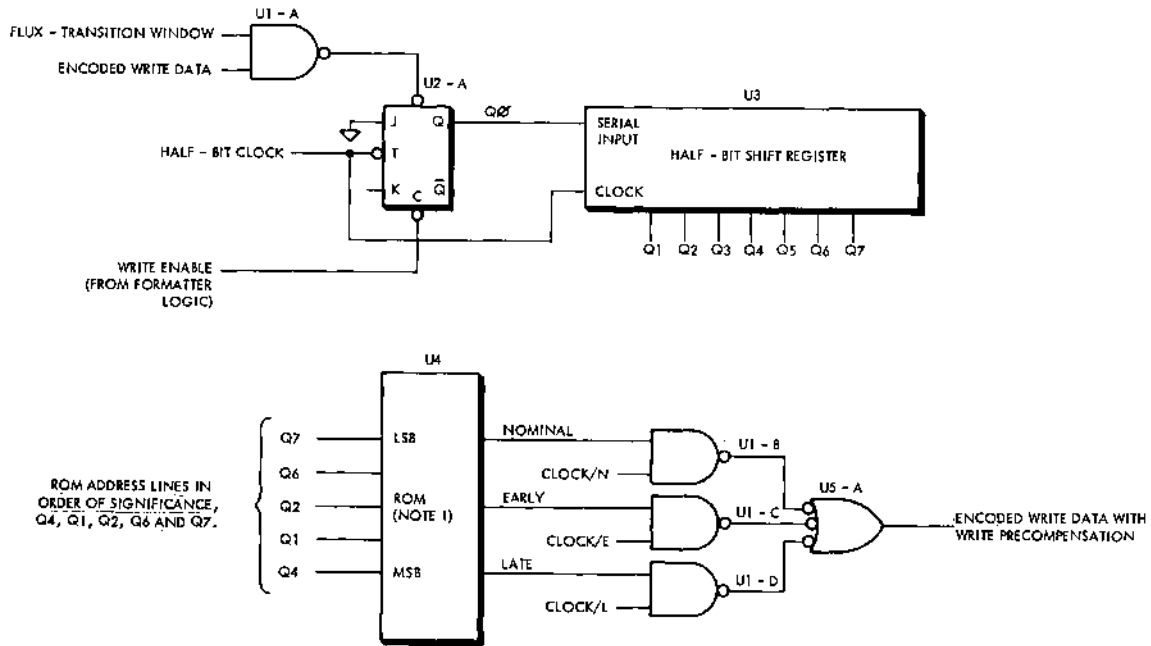 U1 - A
FLUX - TRANSITION WINDOW
ENCODED WRITE DATA
U2 - A
U3
J
Q
QØ
SERIAL
INPUT
HALF - BIT SHIFT REGISTER
HALF - BIT CLOCK
T
K
C
Q̅
CLOCK
Q1
Q2
Q3
Q4
Q5
Q6
Q7
WRITE ENABLE
(FROM FORMATTER
LOGIC)
U4
ROM ADDRESS LINES IN
ORDER OF SIGNIFICANCE,
Q4, Q1, Q2, Q6 AND Q7.
Q7
Q6
Q2
Q1
Q4
LSB
ROM
(NOTE 1)
MSB
NOMINAL
CLOCK/N
U1 - B
EARLY
CLOCK/E
U1 - C
LATE
CLOCK/L
U1 - D
U5 - A
ENCODED WRITE DATA WITH
WRITE PRECOMPENSATION